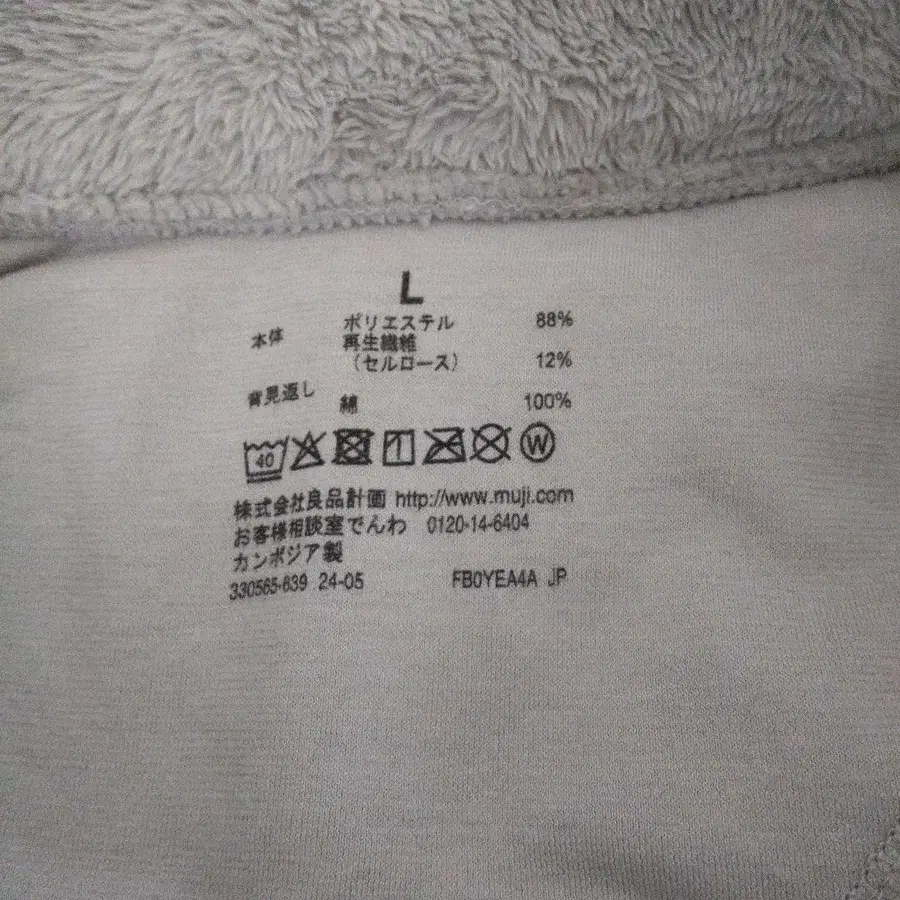 L
本体 ポリエステル 88%
再生繊維
(セルロース) 12%
背見返し 綿 100%
40 W
株式会社良品計画 http://www.muji.com
お客様相談室でんわ 0120-14-6404
カンボジア製
330565-639 24-05 FB0YEA4A JP